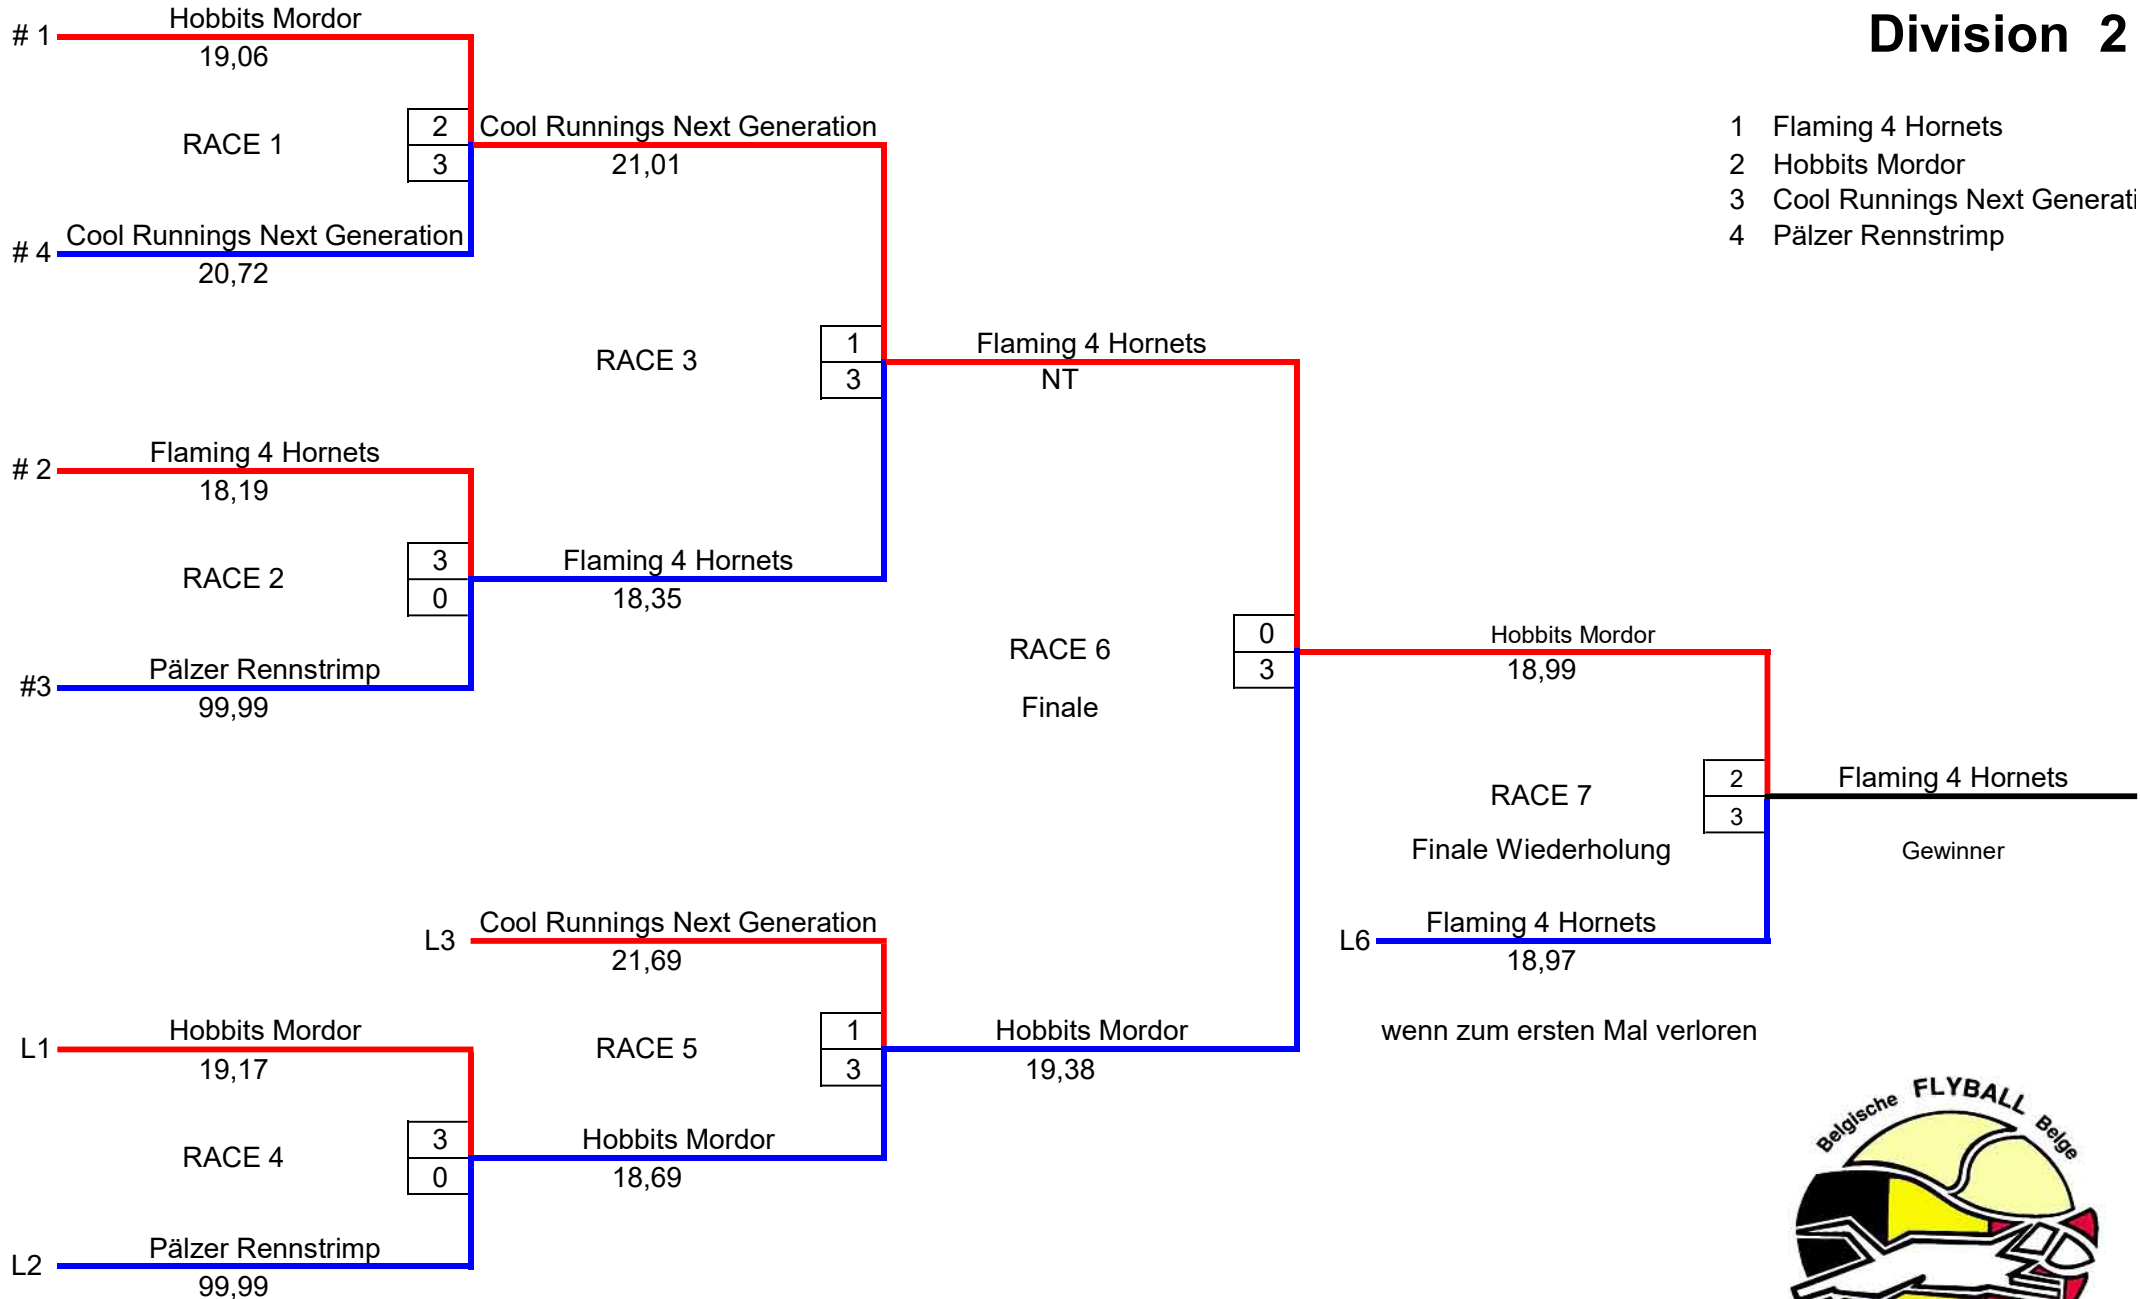 Division 2
1 Flaming 4 Hornets
2 Hobbits Mordor
3 Cool Runnings Next Generati
4 Pälzer Rennstrimp
# 1
Hobbits Mordor
19,06
RACE 1
2
3
# 4
Cool Runnings Next Generation
20,72
Cool Runnings Next Generation
21,01
RACE 3
1
3
# 2
Flaming 4 Hornets
18,19
RACE 2
3
0
#3
Pälzer Rennstrimp
99,99
Flaming 4 Hornets
18,35
Flaming 4 Hornets
NT
RACE 6
0
3
Finale
Hobbits Mordor
18,99
RACE 7
2
3
Finale Wiederholung
Flaming 4 Hornets
Gewinner
L6
Flaming 4 Hornets
18,97
wenn zum ersten Mal verloren
L3
Cool Runnings Next Generation
21,69
RACE 5
1
3
Hobbits Mordor
19,38
L1
Hobbits Mordor
19,17
RACE 4
3
0
Hobbits Mordor
18,69
L2
Pälzer Rennstrimp
99,99
Belgische FLYBALL Belge